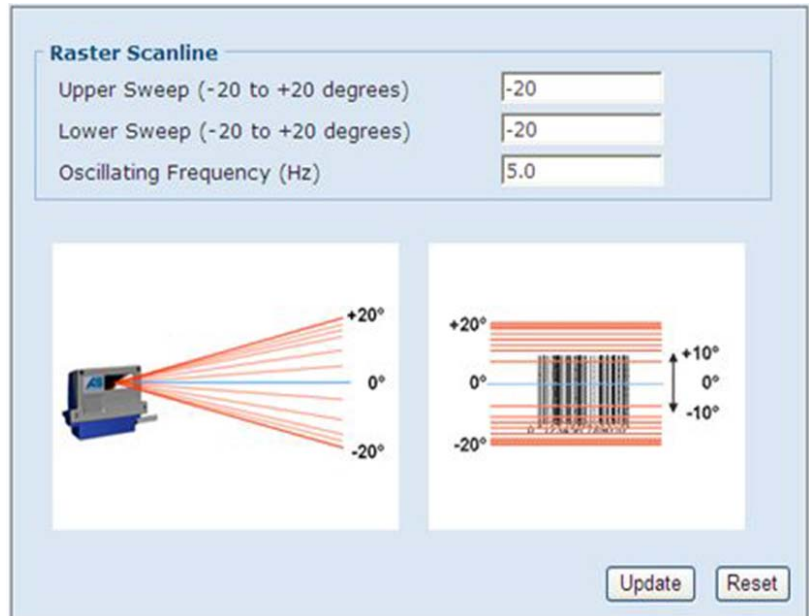 Raster Scanline
Upper Sweep (-20 to +20 degrees) -20
Lower Sweep (-20 to +20 degrees) -20
Oscillating Frequency (Hz) 5.0
+20°
0°
-20°
+20°
0°
-20°
+10°
0°
-10°
Update Reset